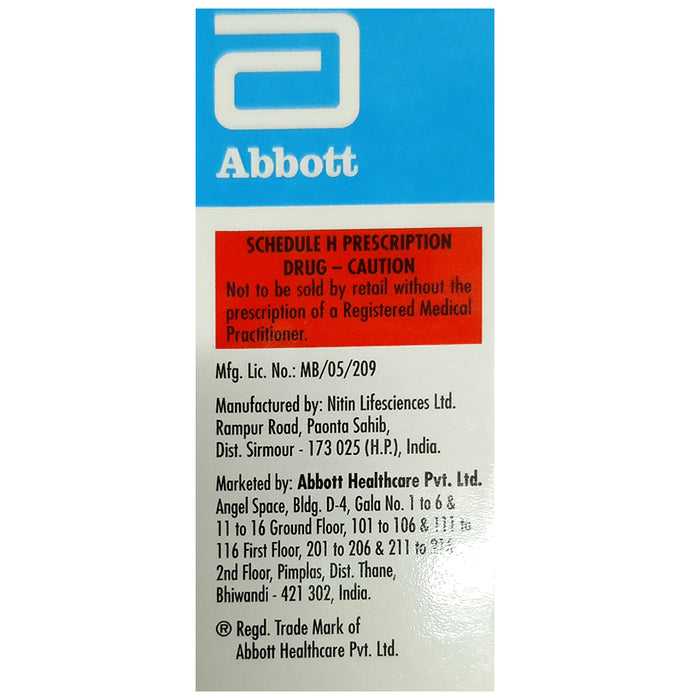 Abbott
SCHEDULE H PRESCRIPTION
DRUG – CAUTION
Not to be sold by retail without the
prescription of a Registered Medical
Practitioner.
Mfg. Lic. No.: MB/05/209
Manufactured by: Nitin Lifesciences Ltd.
Rampur Road, Paonta Sahib,
Dist. Sirmour - 173 025 (H.P.), India.
Marketed by: Abbott Healthcare Pvt. Ltd.
Angel Space, Bldg. D-4, Gala No. 1 to 6 &
11 to 16 Ground Floor, 101 to 106 & 111 to
116 First Floor, 201 to 206 & 211 to
2nd Floor, Pimplas, Dist. Thane,
Bhiwandi - 421 302, India.
® Regd. Trade Mark of
Abbott Healthcare Pvt. Ltd.